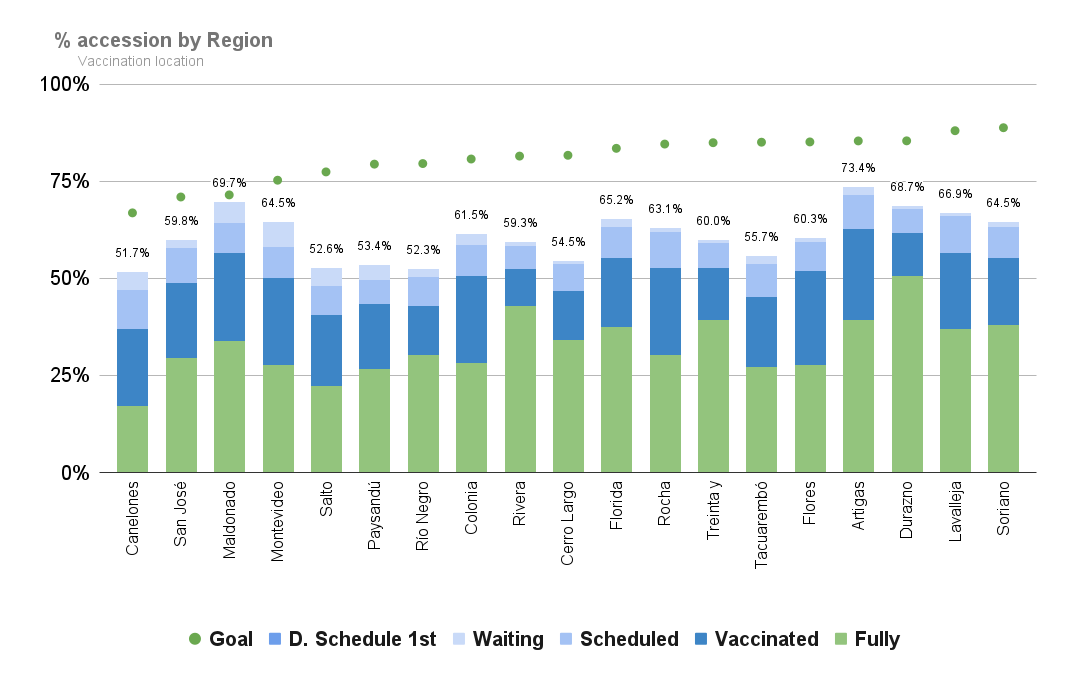 % accession by Region
Vaccination location
100%
75%
50%
25%
0%
51.7%
59.8%
69.7%
64.5%
52.6%
53.4%
52.3%
61.5%
59.3%
54.5%
65.2%
63.1%
60.0%
55.7%
60.3%
73.4%
68.7%
66.9%
64.5%
Canelones
San José
Maldonado
Montevideo
Salto
Paysandú
Río Negro
Colonia
Rivera
Cerro Largo
Florida
Rocha
Treinta y
Tacuarembó
Flores
Artigas
Durazno
Lavalleja
Soriano
Goal D. Schedule 1st Waiting Scheduled Vaccinated Fully